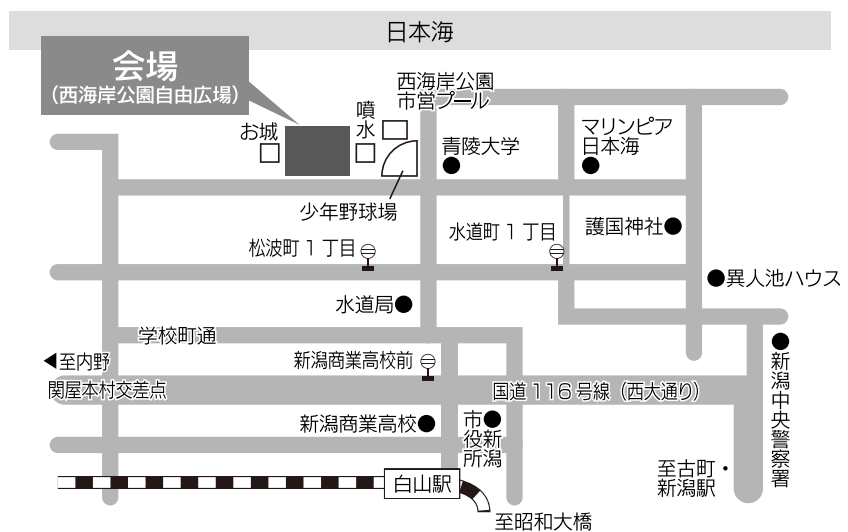 日本海
会場
（西海岸公園自由広場）
西海岸公園
市営プール
噴水
お城
青陵大学
マリンピア
日本海
少年野球場
松波町1丁目
水道町1丁目
護国神社
異人池ハウス
水道局
学校町通
◀至内野
新潟商業高校前
関屋本村交差点
国道116号線（西大通り）
新潟中央警察署
新潟商業高校
市役所
新潟
至古町・
新潟駅
白山駅
至昭和大橋